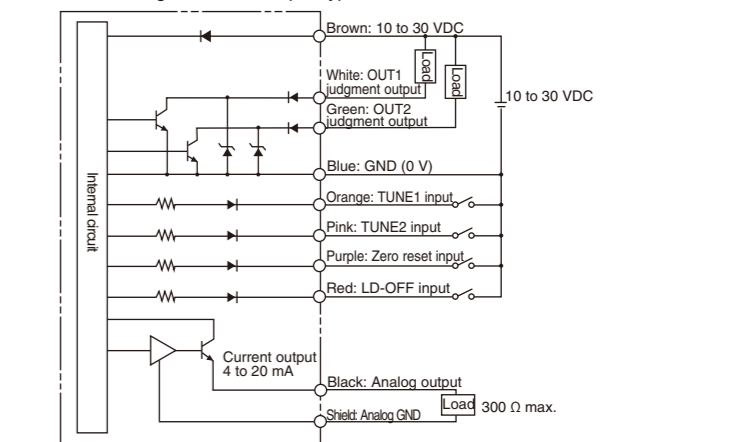 Brown: 10 to 30 VDC
Load
Load
White: OUT1
judgment output
10 to 30 VDC
Green: OUT2
judgment output
Blue: GND (0 V)
Internal circuit
Orange: TUNE1 input
Pink: TUNE2 input
Purple: Zero reset input
Red: LD-OFF input
Current output
4 to 20 mA
Black: Analog output
Load
300 Ω max.
Shield: Analog GND